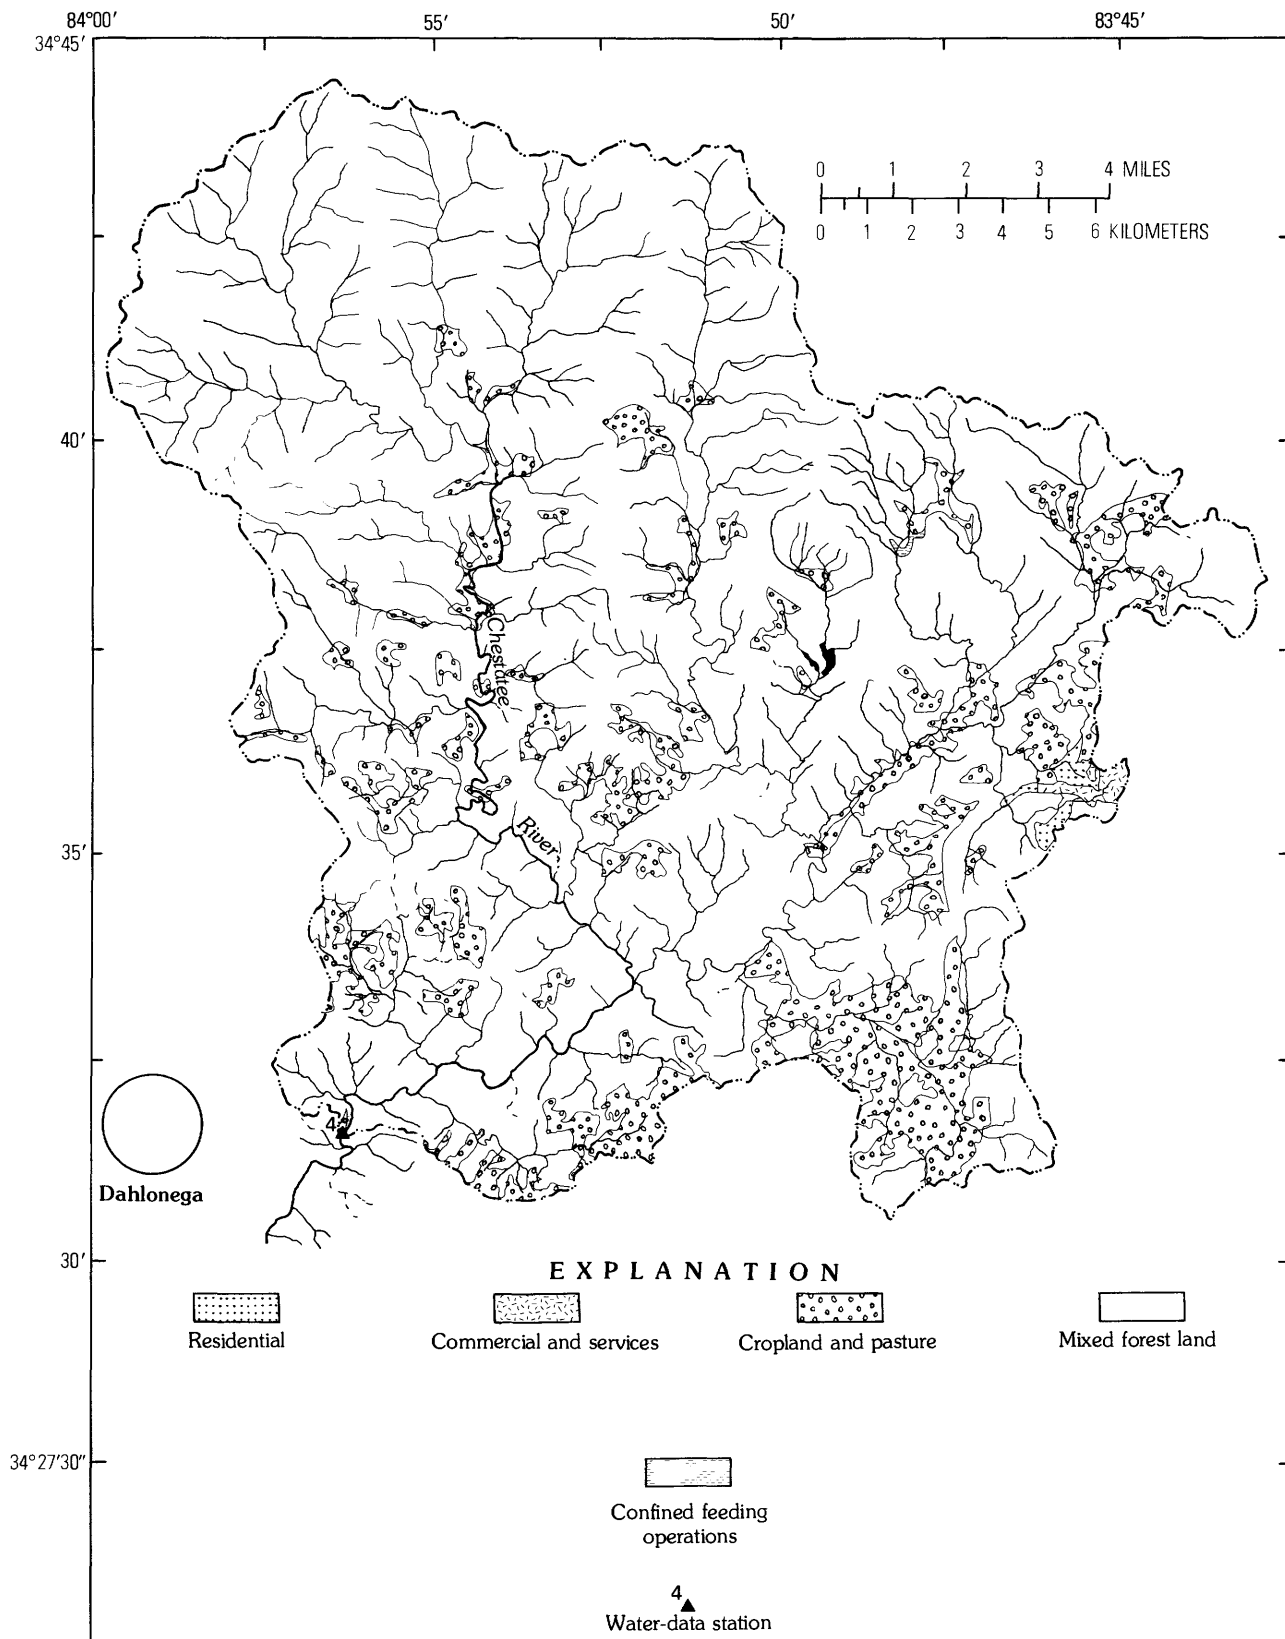 84°00′ 55′ 50′ 83°45′
34°45′
0 1 2 3 4 MILES
0 1 2 3 4 5 6 KILOMETERS
40′
Chestatee
River
35′
4
Dahlonega
30′
EXPLANATION
Residential
Commercial and services
Cropland and pasture
Mixed forest land
34°27′30″
Confined feeding
operations
4
Water-data station